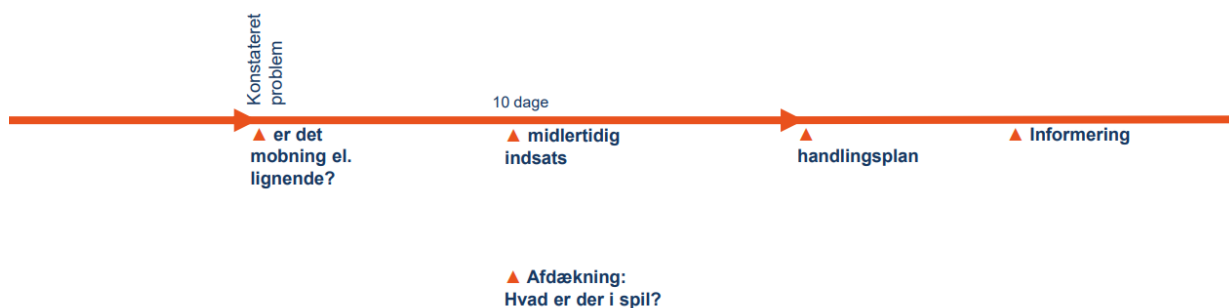 Konstateret
problem
10 dage
▲ er det
mobning el.
lignende?
▲ midlertidig
indsats
▲
handlingsplan
▲ Informering
▲ Afdækning:
Hvad er der i spil?